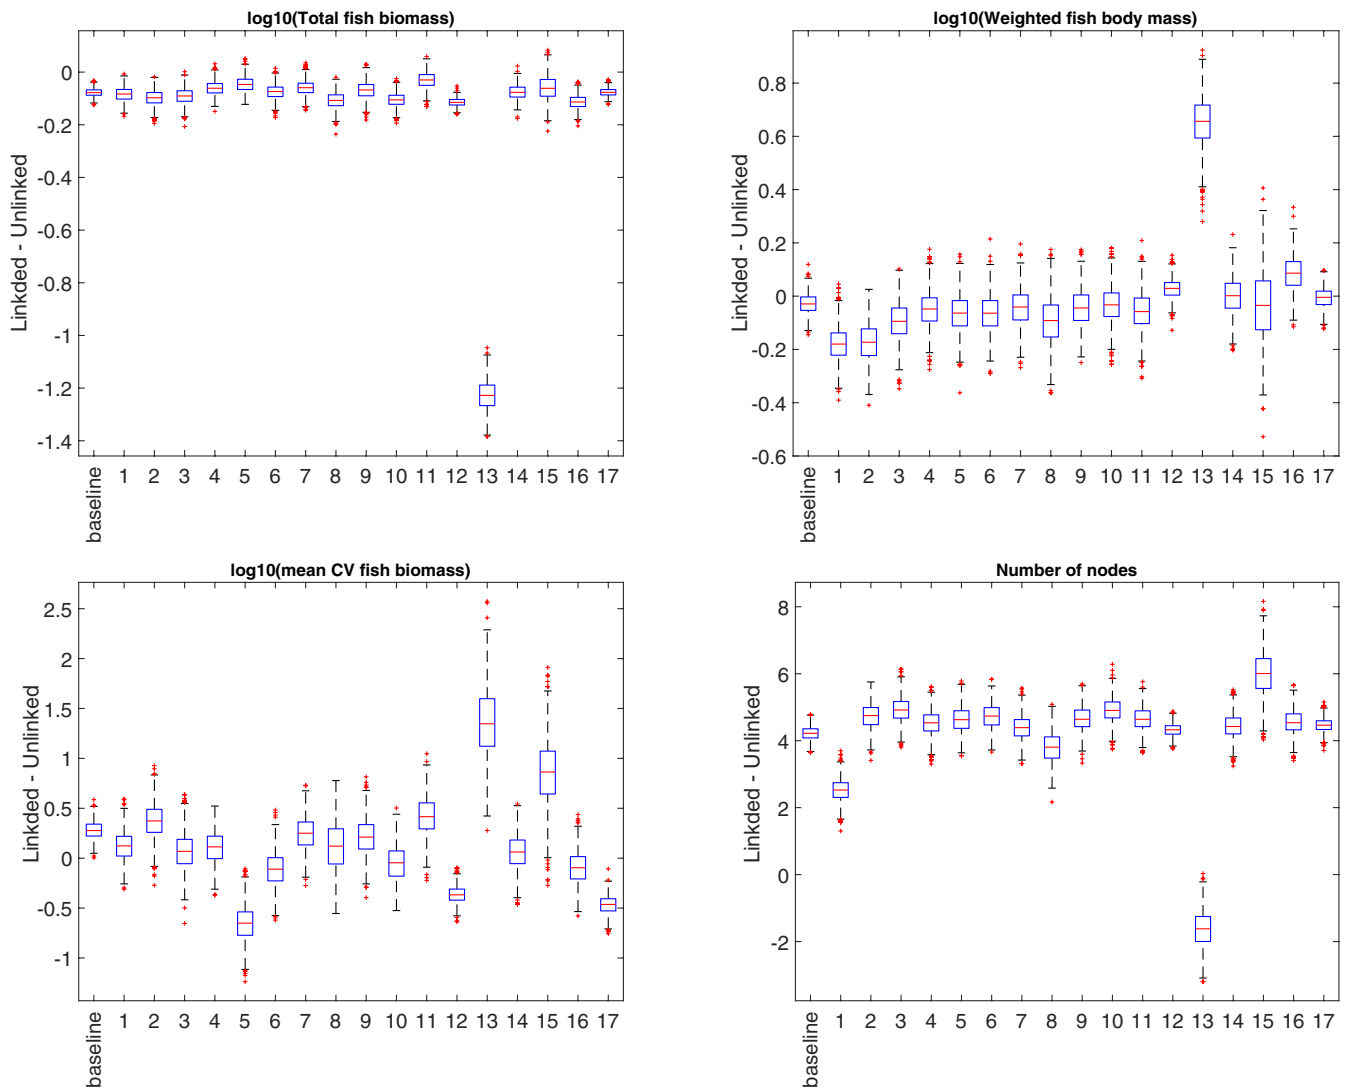 log10(Total fish biomass)
Linkded - Unlinked
0
-0.2
-0.4
-0.6
-0.8
-1
-1.2
-1.4
baseline 1 2 3 4 5 6 7 8 9 10 11 12 13 14 15 16 17
log10(Weighted fish body mass)
Linkded - Unlinked
0.8
0.6
0.4
0.2
0
-0.2
-0.4
-0.6
baseline 1 2 3 4 5 6 7 8 9 10 11 12 13 14 15 16 17
log10(mean CV fish biomass)
Linkded - Unlinked
2.5
2
1.5
1
0.5
0
-0.5
-1
baseline 1 2 3 4 5 6 7 8 9 10 11 12 13 14 15 16 17
Number of nodes
Linkded - Unlinked
8
6
4
2
0
-2
baseline 1 2 3 4 5 6 7 8 9 10 11 12 13 14 15 16 17